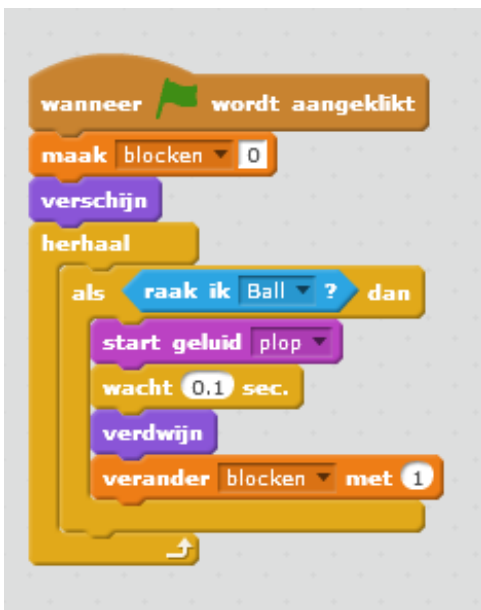 wanneer wordt aangeklikt
maak blocken 0
verschijn
herhaal
als raak ik Ball ? dan
start geluid plop
wacht 0.1 sec.
verdwijn
verander blocken met 1